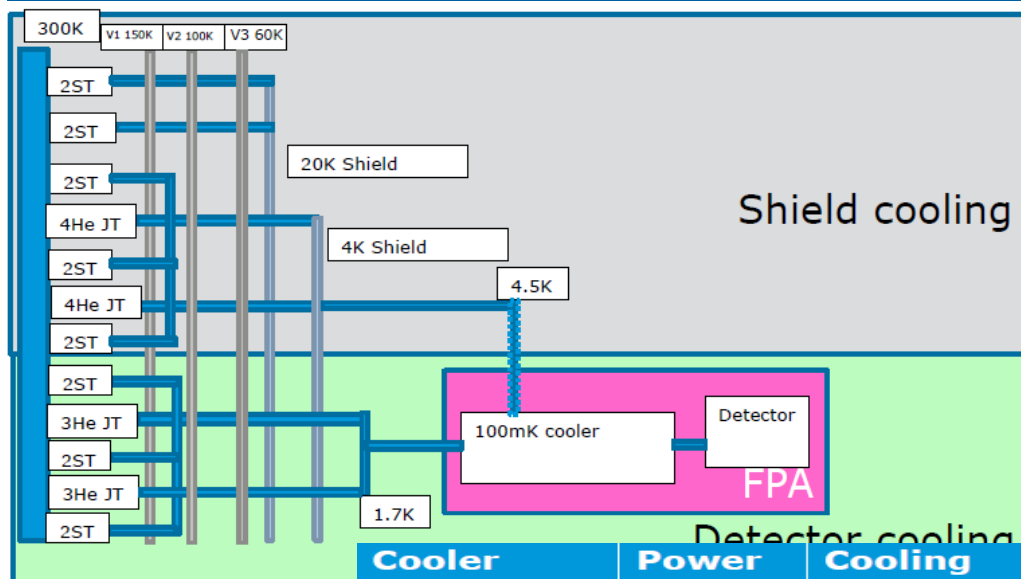 300K
V1 150K
V2 100K
V3 60K
2ST
2ST
20K Shield
2ST
Shield cooling
4He JT
4K Shield
2ST
4.5K
4He JT
2ST
2ST
3He JT
Detector
100mK cooler
2ST
FPA
3He JT
1.7K
2ST
Detector cooling
Cooler
Power
Cooling